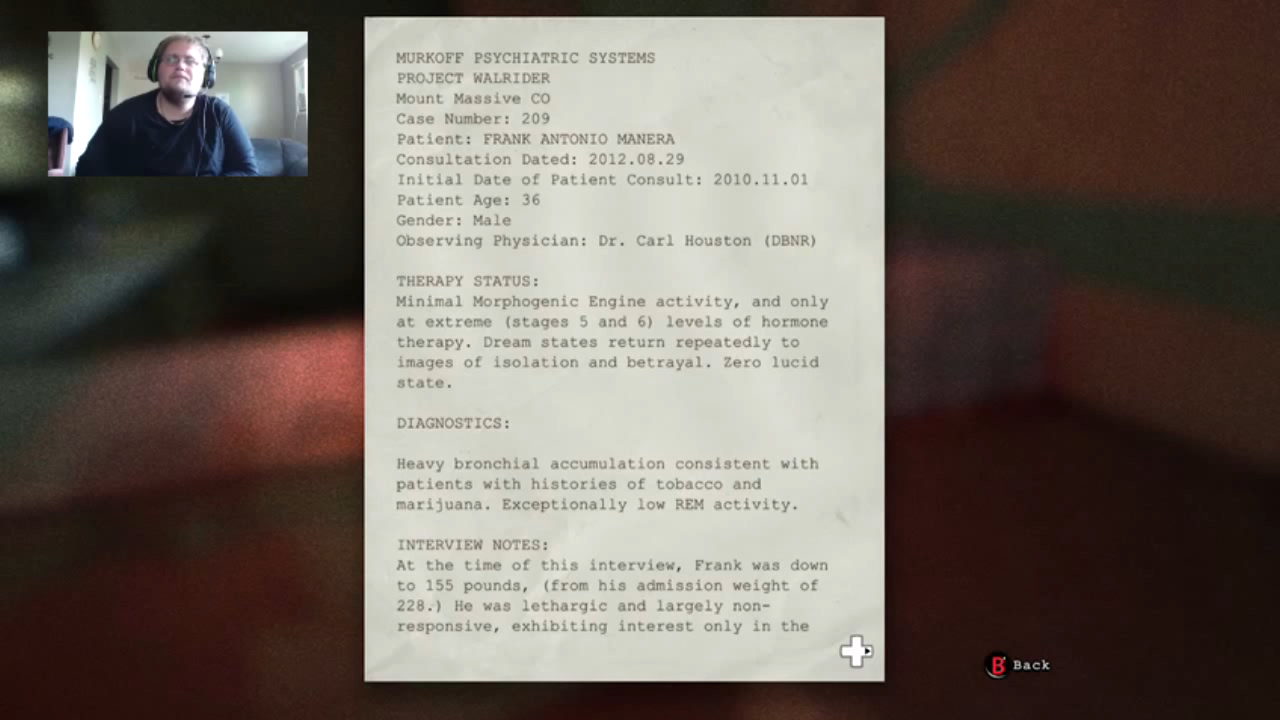 MURKOFF PSYCHIATRIC SYSTEMS
PROJECT WALRIDER
Mount Massive CO
Case Number: 209
Patient: FRANK ANTONIO MANERA
Consultation Dated: 2012.08.29
Initial Date of Patient Consult: 2010.11.01
Patient Age: 36
Gender: Male
Observing Physician: Dr. Carl Houston (DBNR)
THERAPY STATUS:
Minimal Morphogenic Engine activity, and only
at extreme (stages 5 and 6) levels of hormone
therapy. Dream states return repeatedly to
images of isolation and betrayal. Zero lucid
state.
DIAGNOSTICS:
Heavy bronchial accumulation consistent with
patients with histories of tobacco and
marijuana. Exceptionally low REM activity.
INTERVIEW NOTES:
At the time of this interview, Frank was down
to 155 pounds, (from his admission weight of
228.) He was lethargic and largely non-
responsive, exhibiting interest only in the
B Back